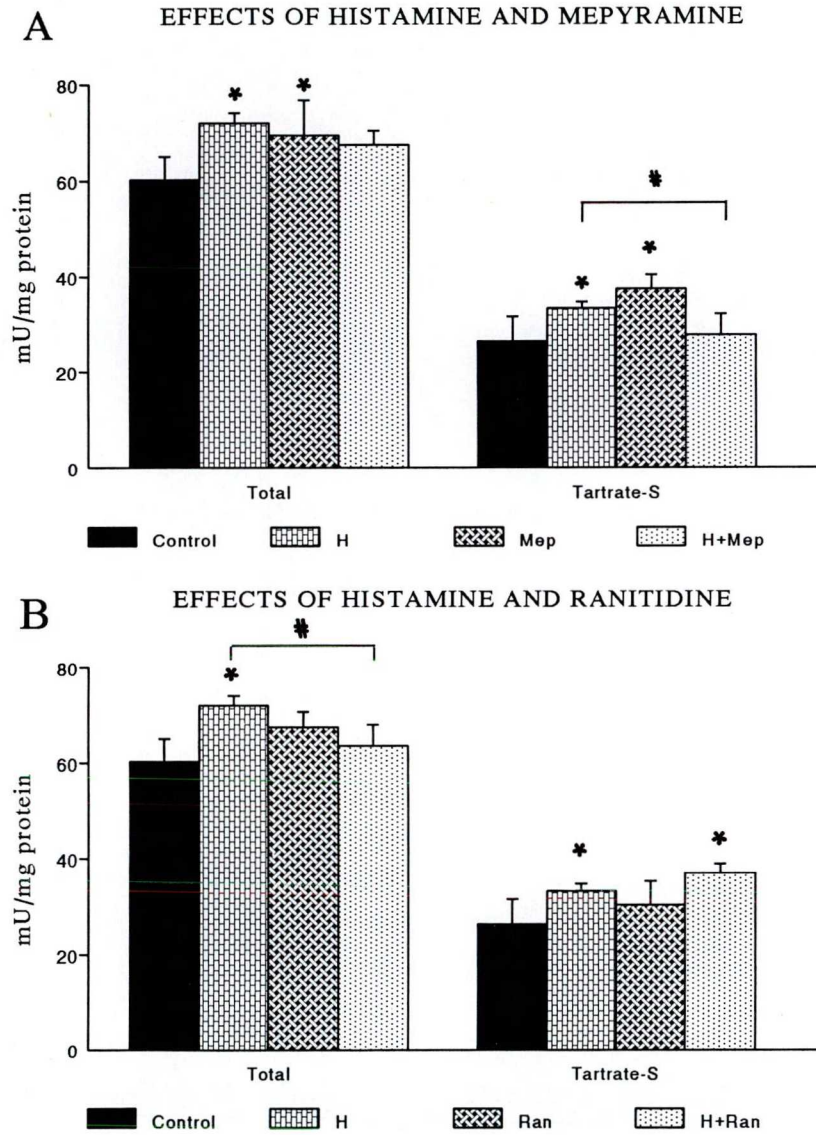 A
EFFECTS OF HISTAMINE AND MEPYRAMINE
mU/mg protein
80
60
40
20
0
* *
*
* *
Total Tartrate-S
Control H Mep H+Mep
B
EFFECTS OF HISTAMINE AND RANITIDINE
mU/mg protein
80
60
40
20
0
*
*
* *
Total Tartrate-S
Control H Ran H+Ran